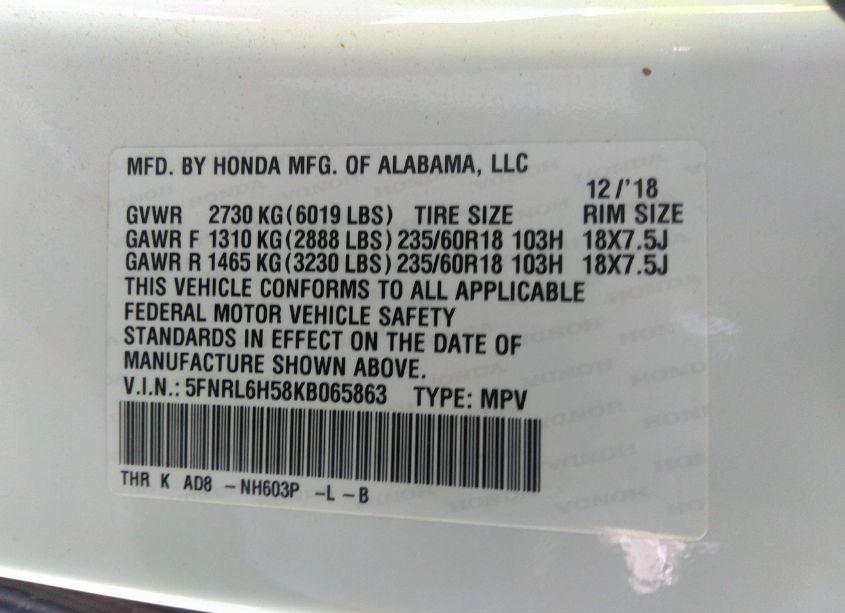 MFD. BY HONDA MFG. OF ALABAMA, LLC
12 /'18
GVWR 2730 KG (6019 LBS) TIRE SIZE RIM SIZE
GAWR F 1310 KG (2888 LBS) 235/60R18 103H 18X7.5J
GAWR R 1465 KG (3230 LBS) 235/60R18 103H 18X7.5J
THIS VEHICLE CONFORMS TO ALL APPLICABLE
FEDERAL MOTOR VEHICLE SAFETY
STANDARDS IN EFFECT ON THE DATE OF
MANUFACTURE SHOWN ABOVE.
V.I.N.: 5FNRL6H58KB065863 TYPE: MPV
THR K AD8 -NH603P -L -B